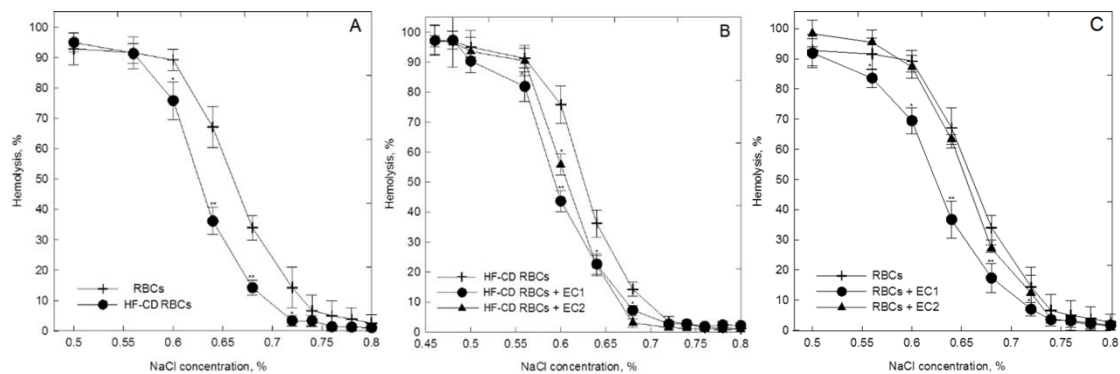 A
100
90
80
70
60
50
40
30
20
10
0
Hemolysis, %
*
**
**
*
RBCs
HF-CD RBCs
0.5 0.55 0.6 0.65 0.7 0.75 0.8
NaCl concentration, %
B
100
90
80
70
60
50
40
30
20
10
0
Hemolysis, %
*
**
*
*
HF-CD RBCs
HF-CD RBCs + EC1
HF-CD RBCs + EC2
0.45 0.5 0.55 0.6 0.65 0.7 0.75 0.8
NaCl concentration, %
C
100
90
80
70
60
50
40
30
20
10
0
Hemolysis, %
*
*
**
**
RBCs
RBCs + EC1
RBCs + EC2
0.5 0.55 0.6 0.65 0.7 0.75 0.8
NaCl concentration, %